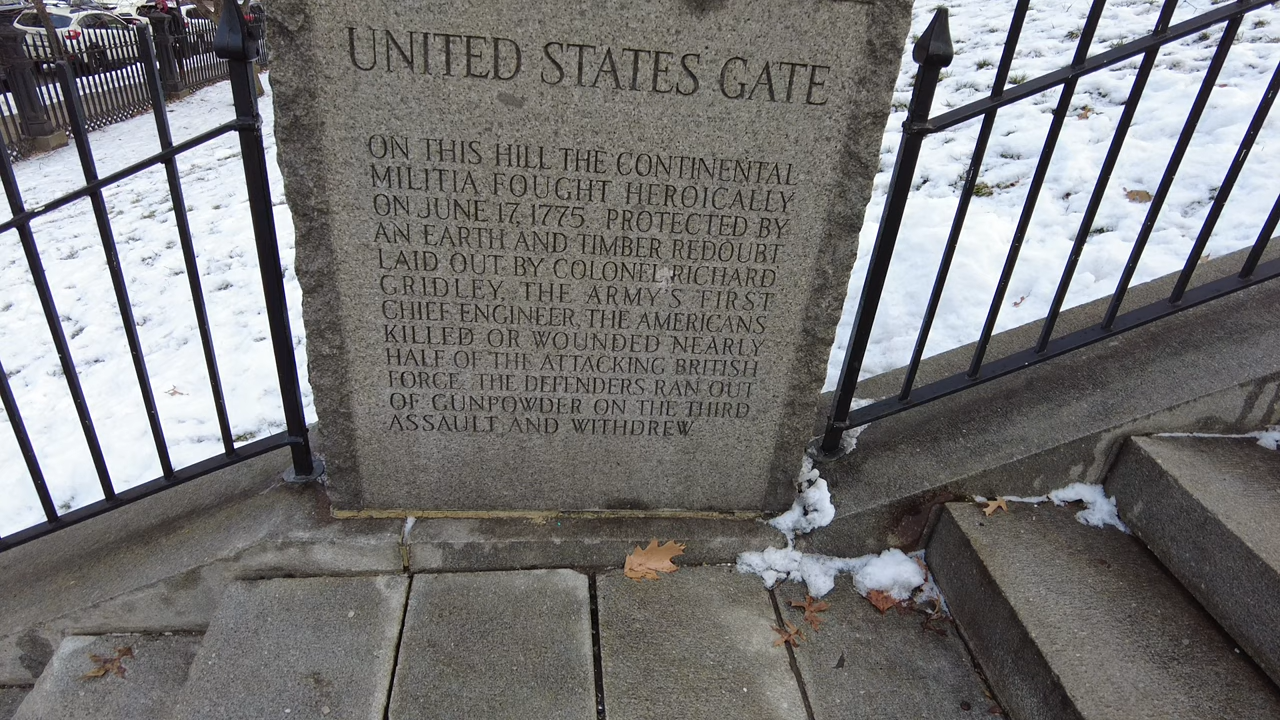 UNITED STATES GATE
ON THIS HILL THE CONTINENTAL
MILITIA FOUGHT HEROICALLY
ON JUNE 17, 1775. PROTECTED BY
AN EARTH AND TIMBER REDOUBT
LAID OUT BY COLONEL RICHARD
GRIDLEY, THE ARMY'S FIRST
CHIEF ENGINEER, THE AMERICANS
KILLED OR WOUNDED NEARLY
HALF OF THE ATTACKING BRITISH
FORCE. THE DEFENDERS RAN OUT
OF GUNPOWDER ON THE THIRD
ASSAULT AND WITHDREW.